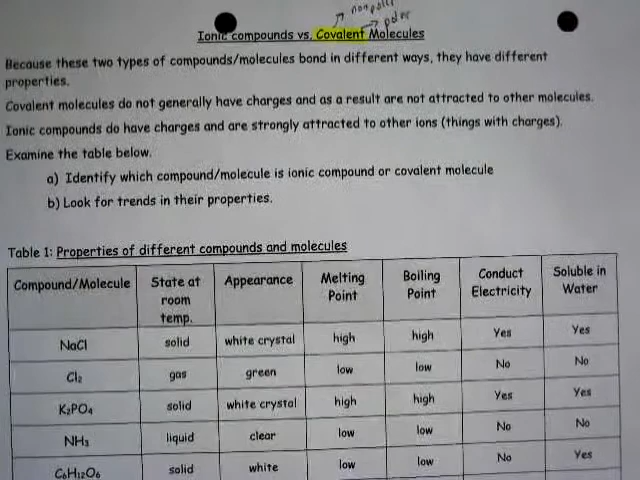 nonpolar
polar
Ionic compounds vs. Covalent Molecules
Because these two types of compounds/molecules bond in different ways, they have different
properties.
Covalent molecules do not generally have charges and as a result are not attracted to other molecules.
Ionic compounds do have charges and are strongly attracted to other ions (things with charges).
Examine the table below.
a) Identify which compound/molecule is ionic compound or covalent molecule
b) Look for trends in their properties.
Table 1: Properties of different compounds and molecules
Compound/Molecule State at room temp. Appearance Melting Point Boiling Point Conduct Electricity Soluble in Water
NaCl solid white crystal high high Yes Yes
Cl₂ gas green low low No No
K₂PO₄ solid white crystal high high Yes Yes
NH₃ liquid clear low low No No
C₆H₁₂O₆ solid white low low No Yes